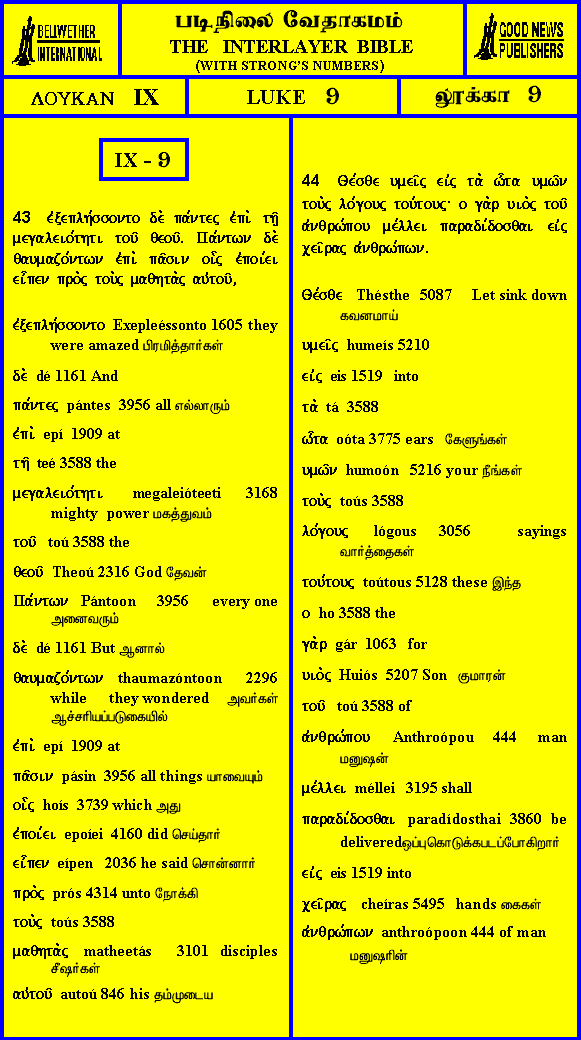 BELLWETHER
INTERNATIONAL
படிநிலை வேதாகமம்
THE INTERLAYER BIBLE
(WITH STRONG'S NUMBERS)
GOOD NEWS
PUBLISHERS
ΛΟΥΚΑΝ IX
LUKE 9
லூக்கா 9
IX - 9
43 ἐξεπλήσσοντο δὲ πάντες ἐπὶ τῇ
μεγαλειότητι τοῦ θεοῦ. Πάντων δὲ
θαυμαζόντων ἐπὶ πᾶσιν οἷς ἐποίει
εἶπεν πρὸς τοὺς μαθητὰς αὐτοῦ,
ἐξεπλήσσοντο Exepleéssonto 1605 they
were amazed பிரமித்தார்கள்
δὲ dé 1161 And
πάντες pántes 3956 all எல்லாரும்
ἐπὶ epí 1909 at
τῇ teé 3588 the
μεγαλειότητι megaleióteeti 3168
mighty power மகத்துவம்
τοῦ toú 3588 the
θεοῦ Theoú 2316 God தேவன்
Πάντων Pántoon 3956 every one
அனைவரும்
δὲ dé 1161 But ஆனால்
θαυμαζόντων thaumazóntoon 2296
while they wondered அவர்கள்
ஆச்சரியப்படுகையில்
ἐπὶ epí 1909 at
πᾶσιν pásin 3956 all things யாவையும்
οἷς hoís 3739 which அது
ἐποίει epoíei 4160 did செய்தார்
εἶπεν eípen 2036 he said சொன்னார்
πρὸς prós 4314 unto நோக்கி
τοὺς toús 3588
μαθητὰς matheetás 3101 disciples
சீஷர்கள்
αὐτοῦ autoú 846 his தம்முடைய
44 Θέσθε υμεῖς εἰς τὰ ὦτα υμῶν
τοὺς λόγους τούτους· ο γὰρ υιὸς τοῦ
ἀνθρώπου μέλλει παραδίδοσθαι εἰς
χεῖρας ἀνθρώπων.
Θέσθε Thésthe 5087 Let sink down
கவனமாய்
υμεῖς humeís 5210
εἰς eis 1519 into
τὰ tá 3588
ὦτα oóta 3775 ears கேளுங்கள்
υμῶν humoón 5216 your நீங்கள்
τοὺς toús 3588
λόγους lógous 3056 sayings
வார்த்தைகள்
τούτους toútous 5128 these இந்த
ο ho 3588 the
γὰρ gár 1063 for
υιὸς Huiós 5207 Son குமாரன்
τοῦ toú 3588 of
ἀνθρώπου Anthroópou 444 man
மனுஷன்
μέλλει méllei 3195 shall
παραδίδοσθαι paradídosthai 3860 be
deliveredஒப்புகொடுக்கபடப்போகிறார்
εἰς eis 1519 into
χεῖρας cheíras 5495 hands கைகள்
ἀνθρώπων anthroópoon 444 of man
மனுஷரின்